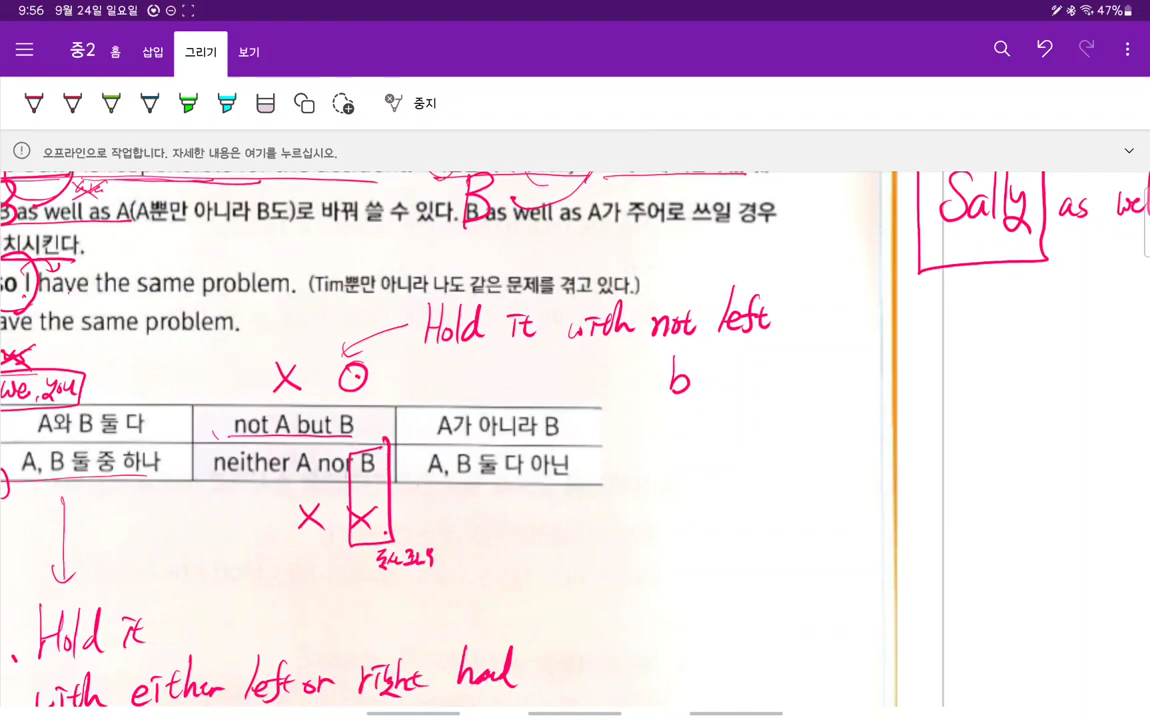 9:56 9월 24일 일요일 47%
중2 홈 삽입 그리기 보기
중지
오프라인으로 작업합니다. 자세한 내용은 여기를 누르십시오.
B as well as A(A뿐만 아니라 B도)로 바꿔 쓸 수 있다. B as well as A가 주어로 쓰일 경우
Sally as wel
치시킨다.
so I have the same problem. (Tim뿐만 아니라 나도 같은 문제를 겪고 있다.)
ave the same problem.
Hold it with not left
we, you
X O
b
A와 B 둘 다 not A but B A가 아니라 B
A, B 둘 중 하나 neither A nor B A, B 둘 다 아닌
X X
Hold it
with either left or right hand